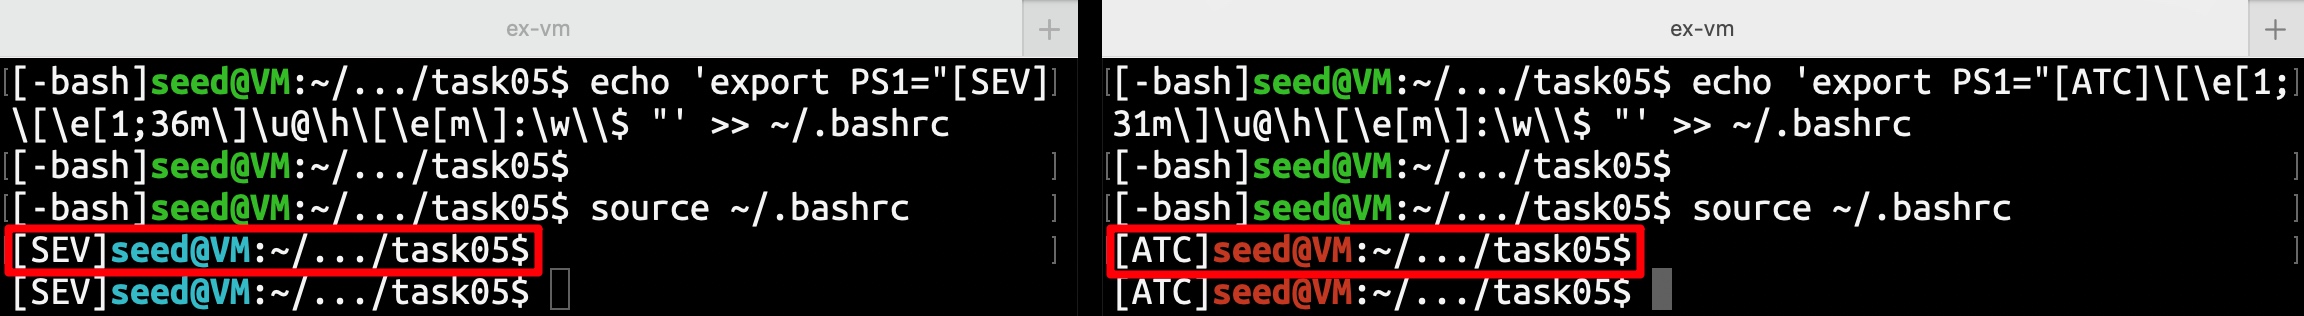 ex-vm +
[-bash]seed@VM:~/.../task05$ echo 'export PS1="[SEV]
\[\e[1;36m\]\u@\h\[\e[m\]:\w\\$ "' >> ~/.bashrc
[-bash]seed@VM:~/.../task05$
[-bash]seed@VM:~/.../task05$ source ~/.bashrc
[SEV]seed@VM:~/.../task05$
[SEV]seed@VM:~/.../task05$
ex-vm +
[-bash]seed@VM:~/.../task05$ echo 'export PS1="[ATC]\[\e[1;
31m\]\u@\h\[\e[m\]:\w\\$ "' >> ~/.bashrc
[-bash]seed@VM:~/.../task05$
[-bash]seed@VM:~/.../task05$ source ~/.bashrc
[ATC]seed@VM:~/.../task05$
[ATC]seed@VM:~/.../task05$